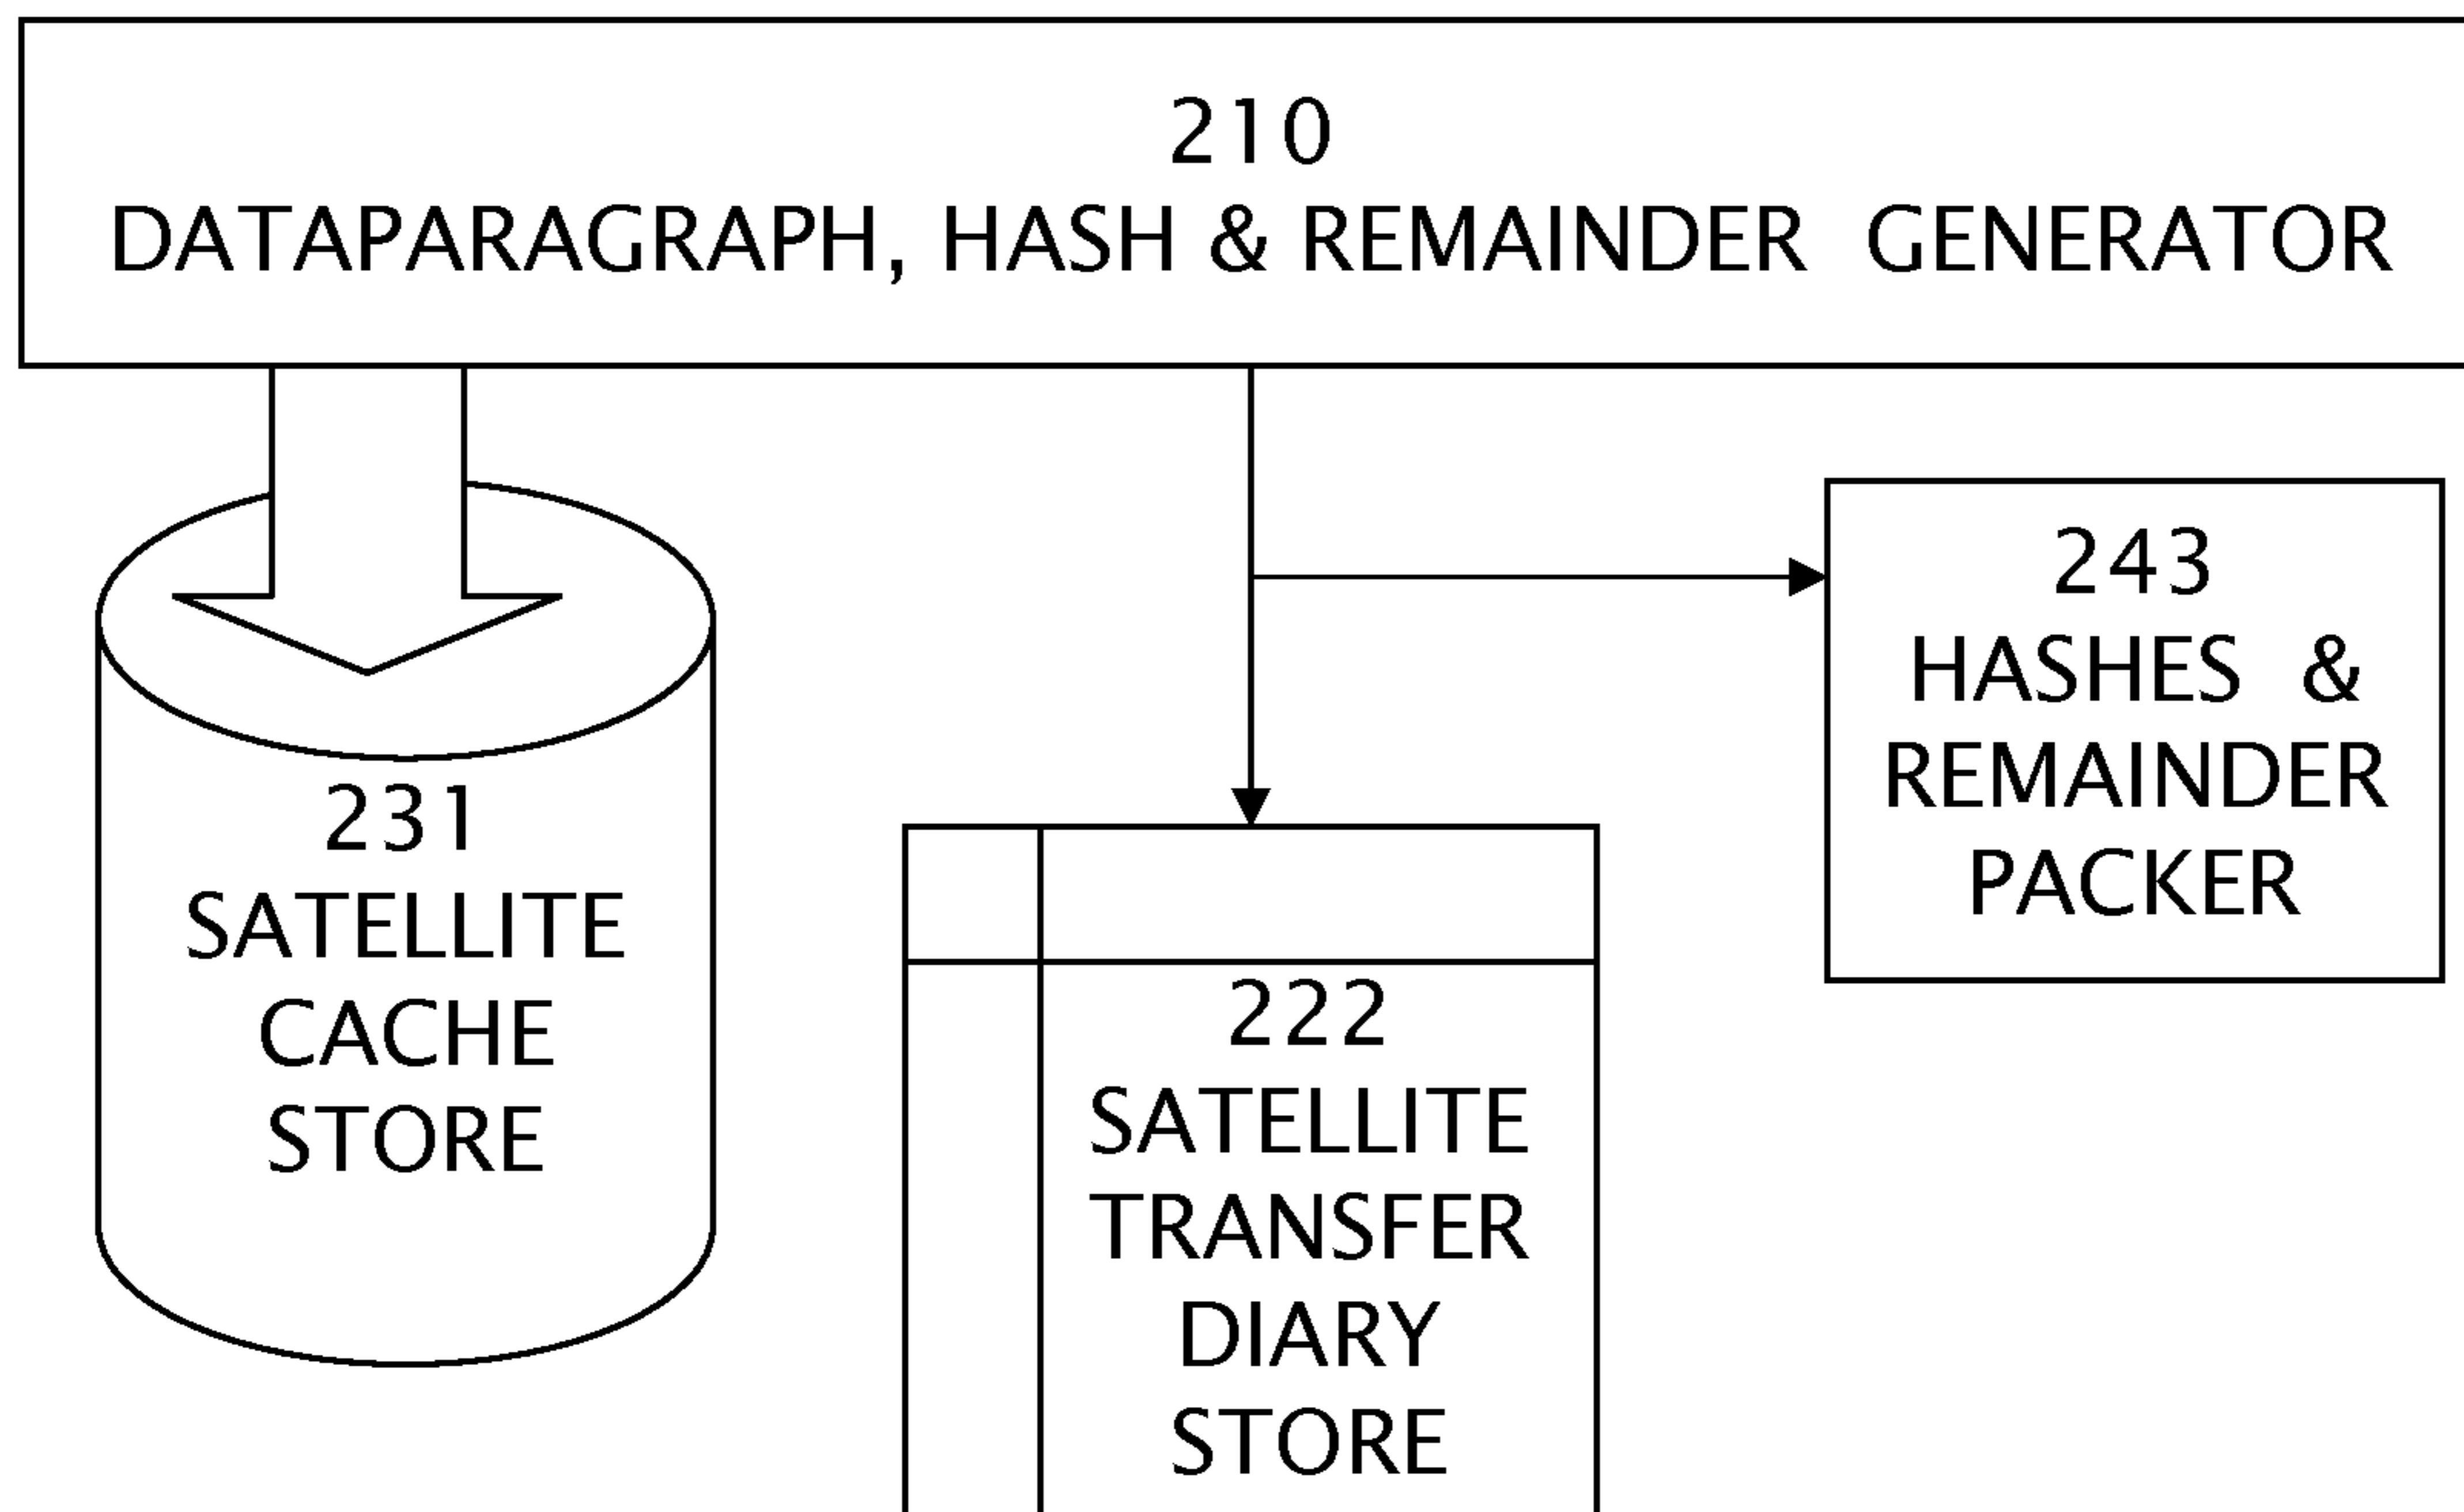 210
DATAPARAGRAPH, HASH & REMAINDER GENERATOR
243
HASHES &
REMAINDER
PACKER
231
SATELLITE
CACHE
STORE
222
SATELLITE
TRANSFER
DIARY
STORE